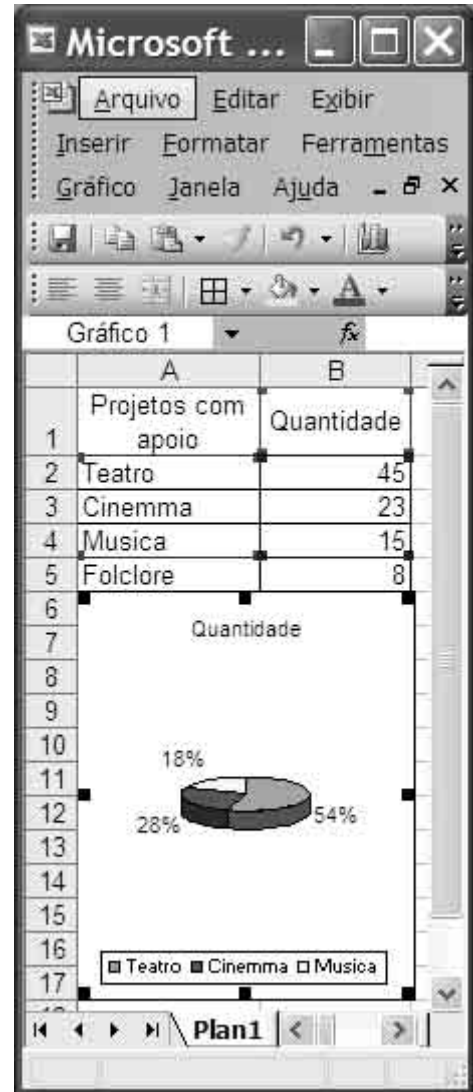 Microsoft ...
Arquivo Editar Exibir
Inserir Formatar Ferramentas
Gráfico Janela Ajuda
Gráfico 1 fx
A B
1 Projetos com apoio Quantidade
2 Teatro 45
3 Cinemma 23
4 Musica 15
5 Folclore 8
6
7 Quantidade
8
9
10
11 18%
12 28% 54%
13
14
15
16
17 Teatro Cinemma Musica
Plan1